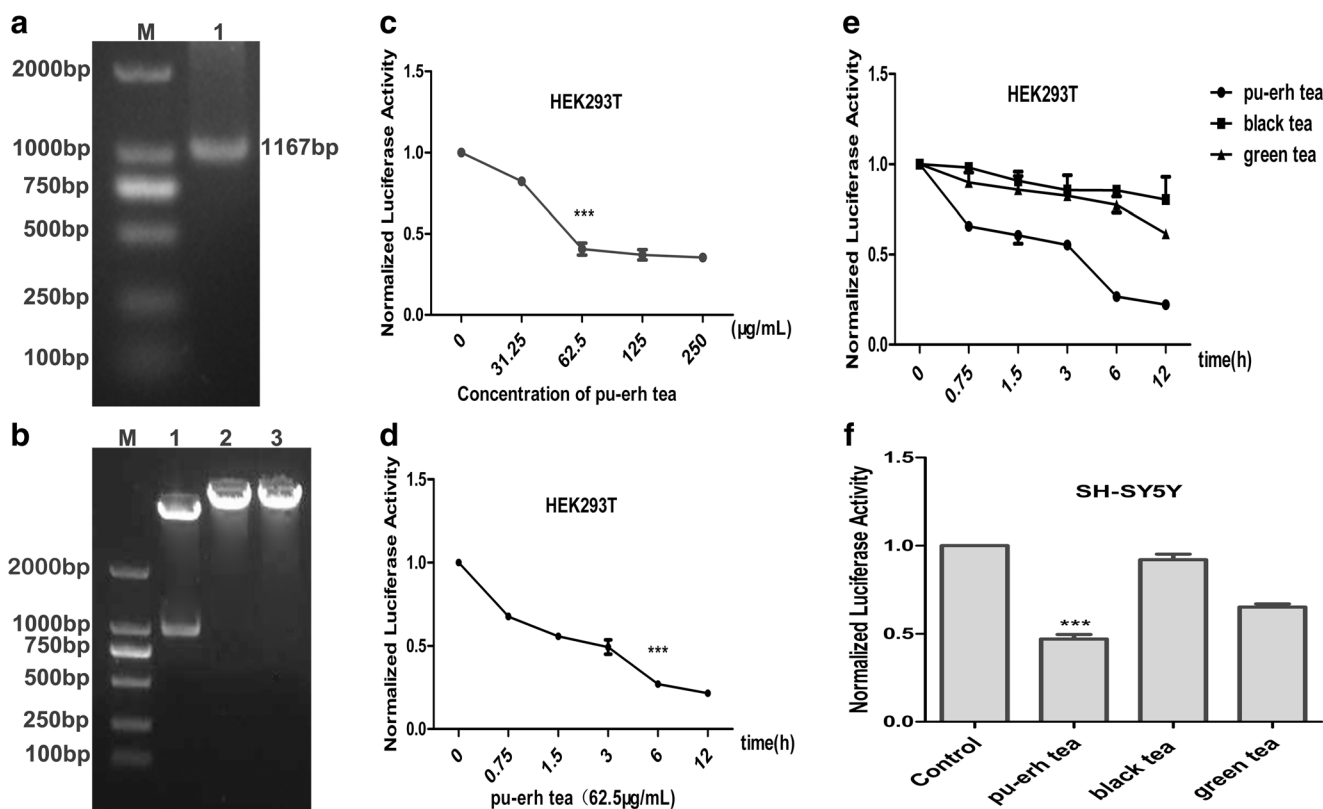 a
M 1
2000bp
1000bp
1167bp
750bp
500bp
250bp
100bp
b
M 1 2 3
2000bp
1000bp
750bp
500bp
250bp
100bp
c
Normalized Luciferase Activity
1.5
1.0
0.5
0.0
HEK293T
***
0 31.25 62.5 125 250
(µg/mL)
Concentration of pu-erh tea
d
Normalized Luciferase Activity
1.5
1.0
0.5
0.0
HEK293T
***
0 0.75 1.5 3 6 12
time(h)
pu-erh tea (62.5µg/mL)
e
Normalized Luciferase Activity
1.5
1.0
0.5
0.0
HEK293T
pu-erh tea
black tea
green tea
0 0.75 1.5 3 6 12
time(h)
f
Normalized Luciferase Activity
1.5
1.0
0.5
0.0
SH-SY5Y
***
Control pu-erh tea black tea green tea